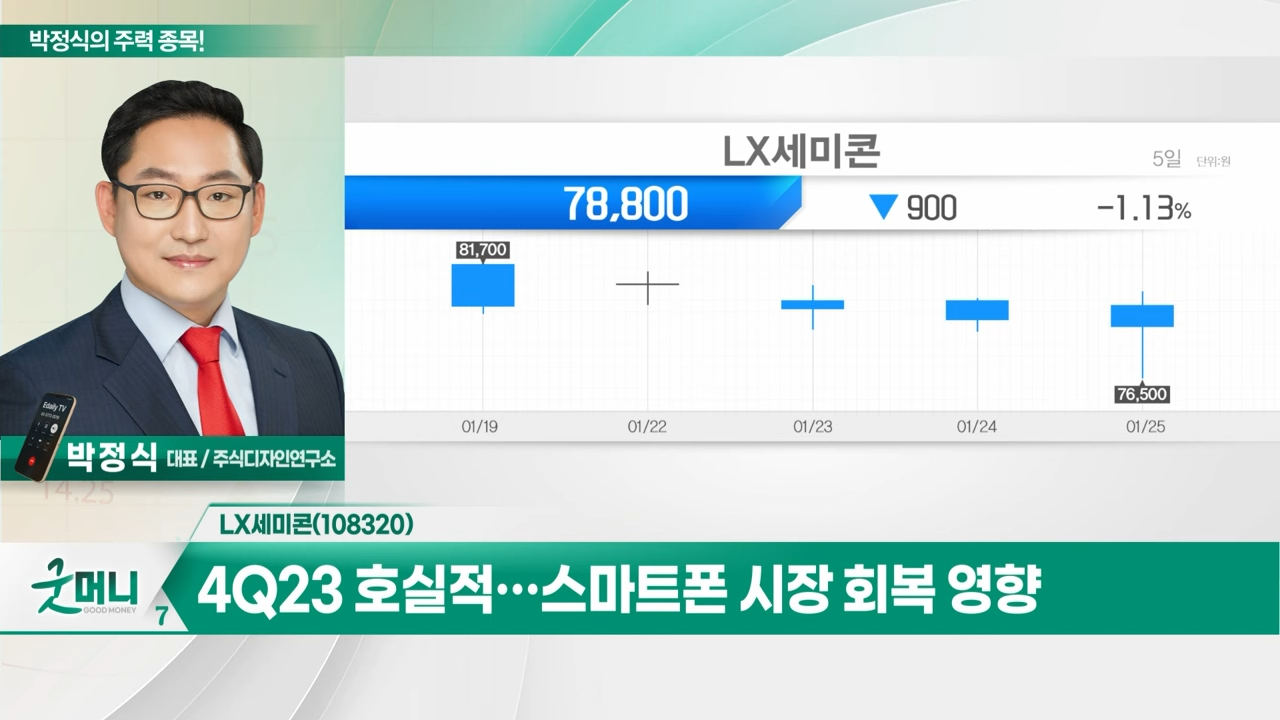 박정식의 주력 종목!
LX세미콘
5일 단위:원
78,800 ▼ 900 -1.13%
81,700
76,500
01/19 01/22 01/23 01/24 01/25
Edaily TV
박정식 대표 / 주식디자인연구소
14.25
LX세미콘(108320)
굿머니
GOOD MONEY
7
4Q23 호실적…스마트폰 시장 회복 영향